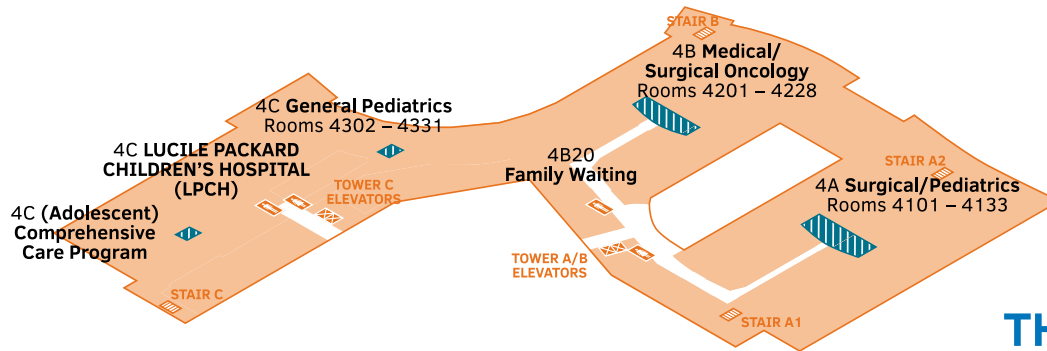 STAIR B
4B Medical/
Surgical Oncology
Rooms 4201 – 4228
4C General Pediatrics
Rooms 4302 – 4331
4C LUCILE PACKARD
CHILDREN'S HOSPITAL
(LPCH)
4B20
Family Waiting
STAIR A2
4A Surgical/Pediatrics
Rooms 4101 – 4133
TOWER C
ELEVATORS
4C (Adolescent)
Comprehensive
Care Program
TOWER A/B
ELEVATORS
STAIR C
STAIR A1
TH